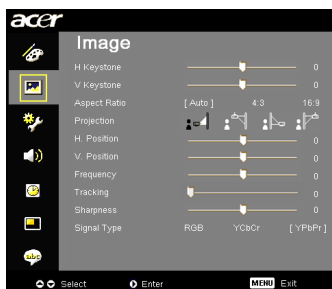 acer
Image
H Keystone 0
V Keystone 0
Aspect Ratio [ Auto ] 4:3 16:9
Projection
H. Position 0
V. Position 0
Frequency 0
Tracking 0
Sharpness 0
Signal Type RGB YCbCr [ YPbPr ]
abc
Select Enter MENU Exit